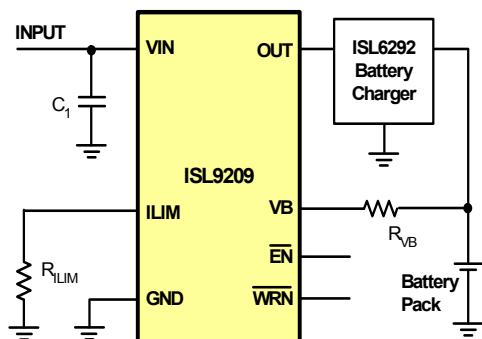 INPUT
VIN
OUT
ISL6292
Battery
Charger
C1
ISL9209
ILIM
VB
RVB
EN
RILIM
GND
WRN
Battery
Pack